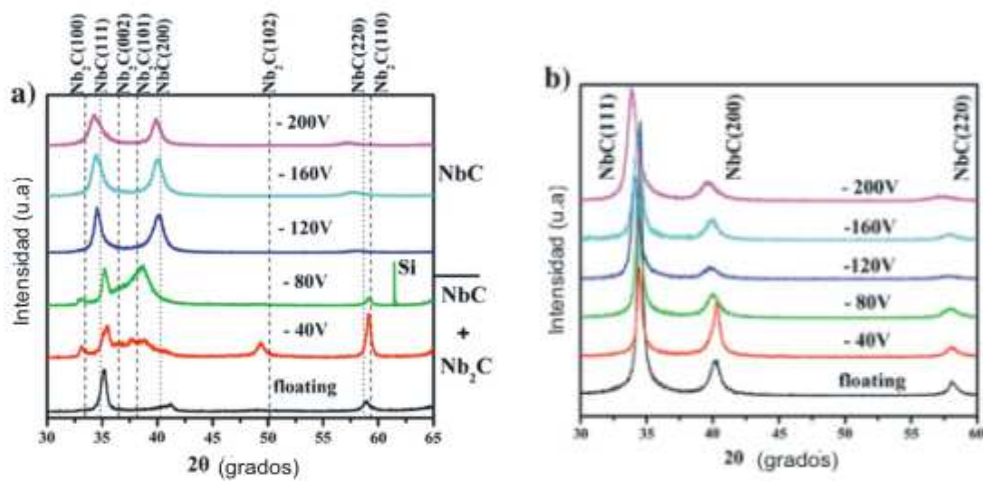 a)
Nb₂C(100)
NbC(111)
Nb₂C(002)
Nb₂C(101)
NbC(200)
Nb₂C(102)
NbC(220)
Nb₂C(110)
Intensidad (u.a)
- 200V
- 160V
- 120V
- 80V
- 40V
floating
Si
NbC
NbC
+
Nb₂C
30 35 40 45 50 55 60 65
2θ (grados)
b)
NbC(111)
NbC(200)
NbC(220)
Intensidad (u.a)
- 200V
-160V
-120V
- 80V
- 40V
floating
30 35 40 45 50 55 60
2θ (grados)